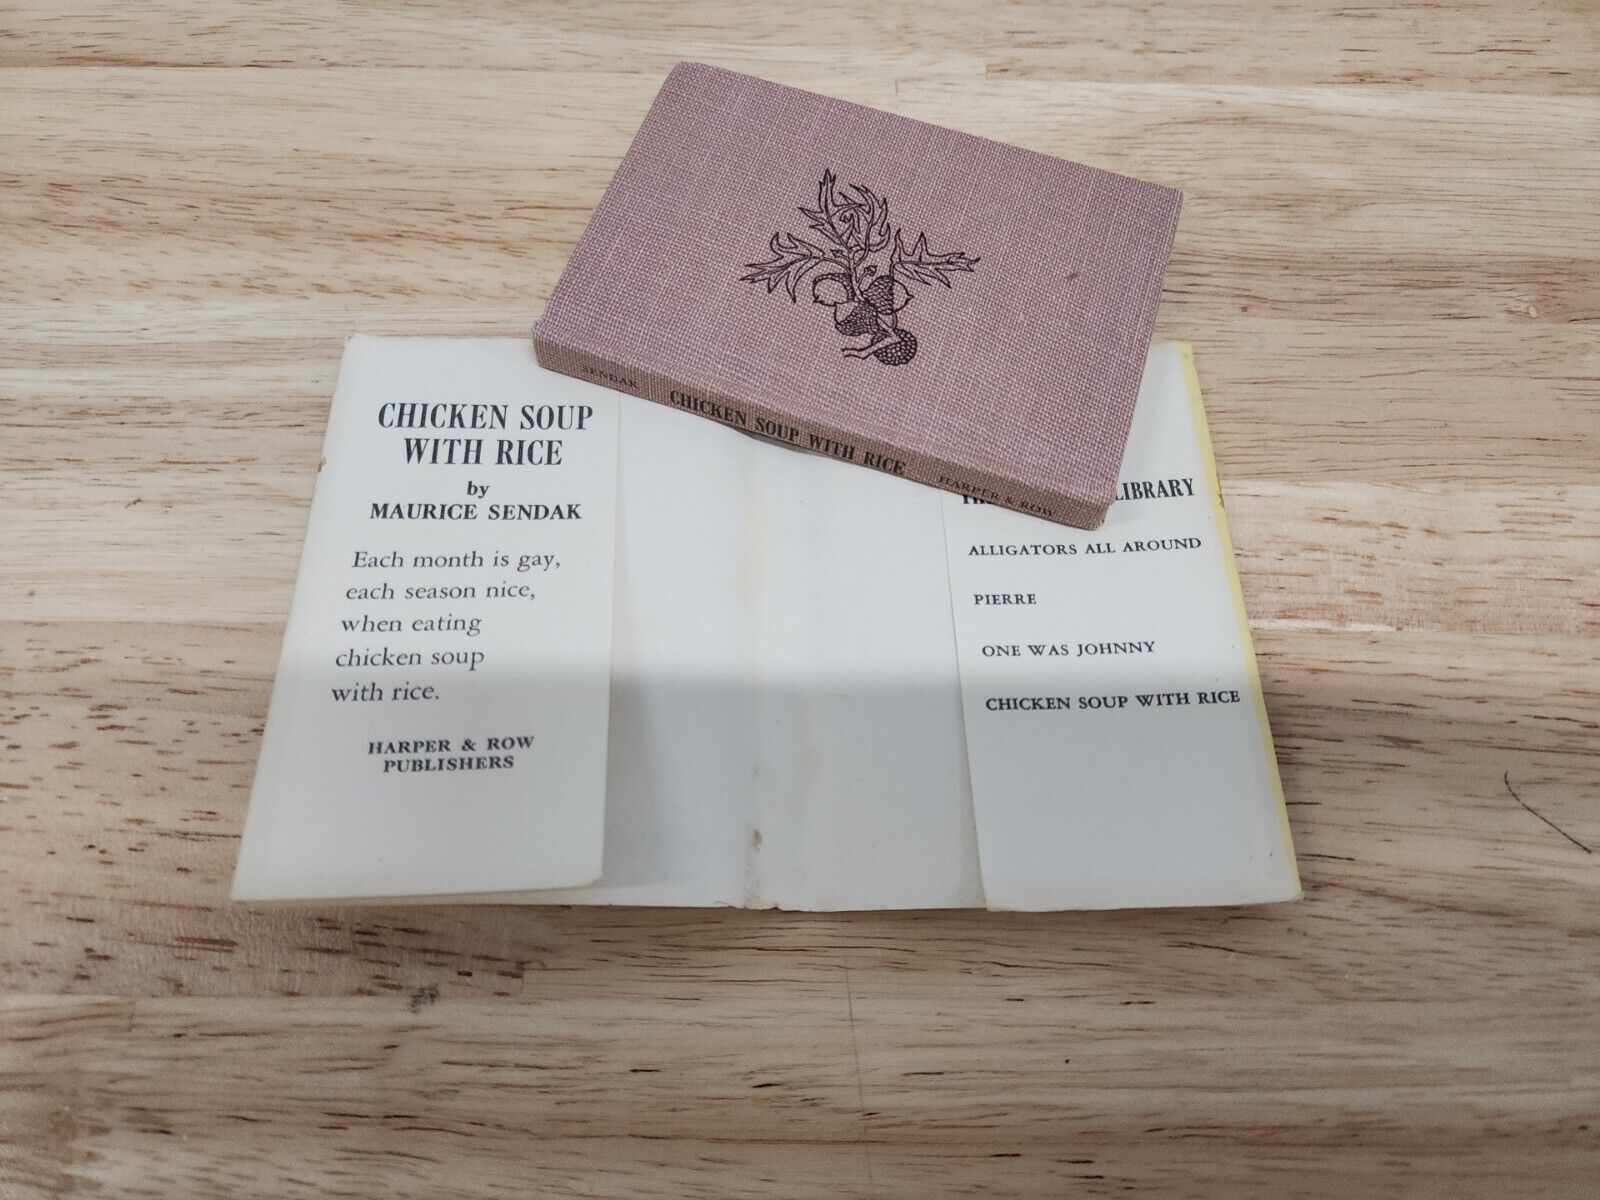 SENDAK CHICKEN SOUP WITH RICE HARPER & ROW
CHICKEN SOUP
WITH RICE
by
MAURICE SENDAK
Each month is gay,
each season nice,
when eating
chicken soup
with rice.
HARPER & ROW
PUBLISHERS
LIBRARY
ALLIGATORS ALL AROUND
PIERRE
ONE WAS JOHNNY
CHICKEN SOUP WITH RICE